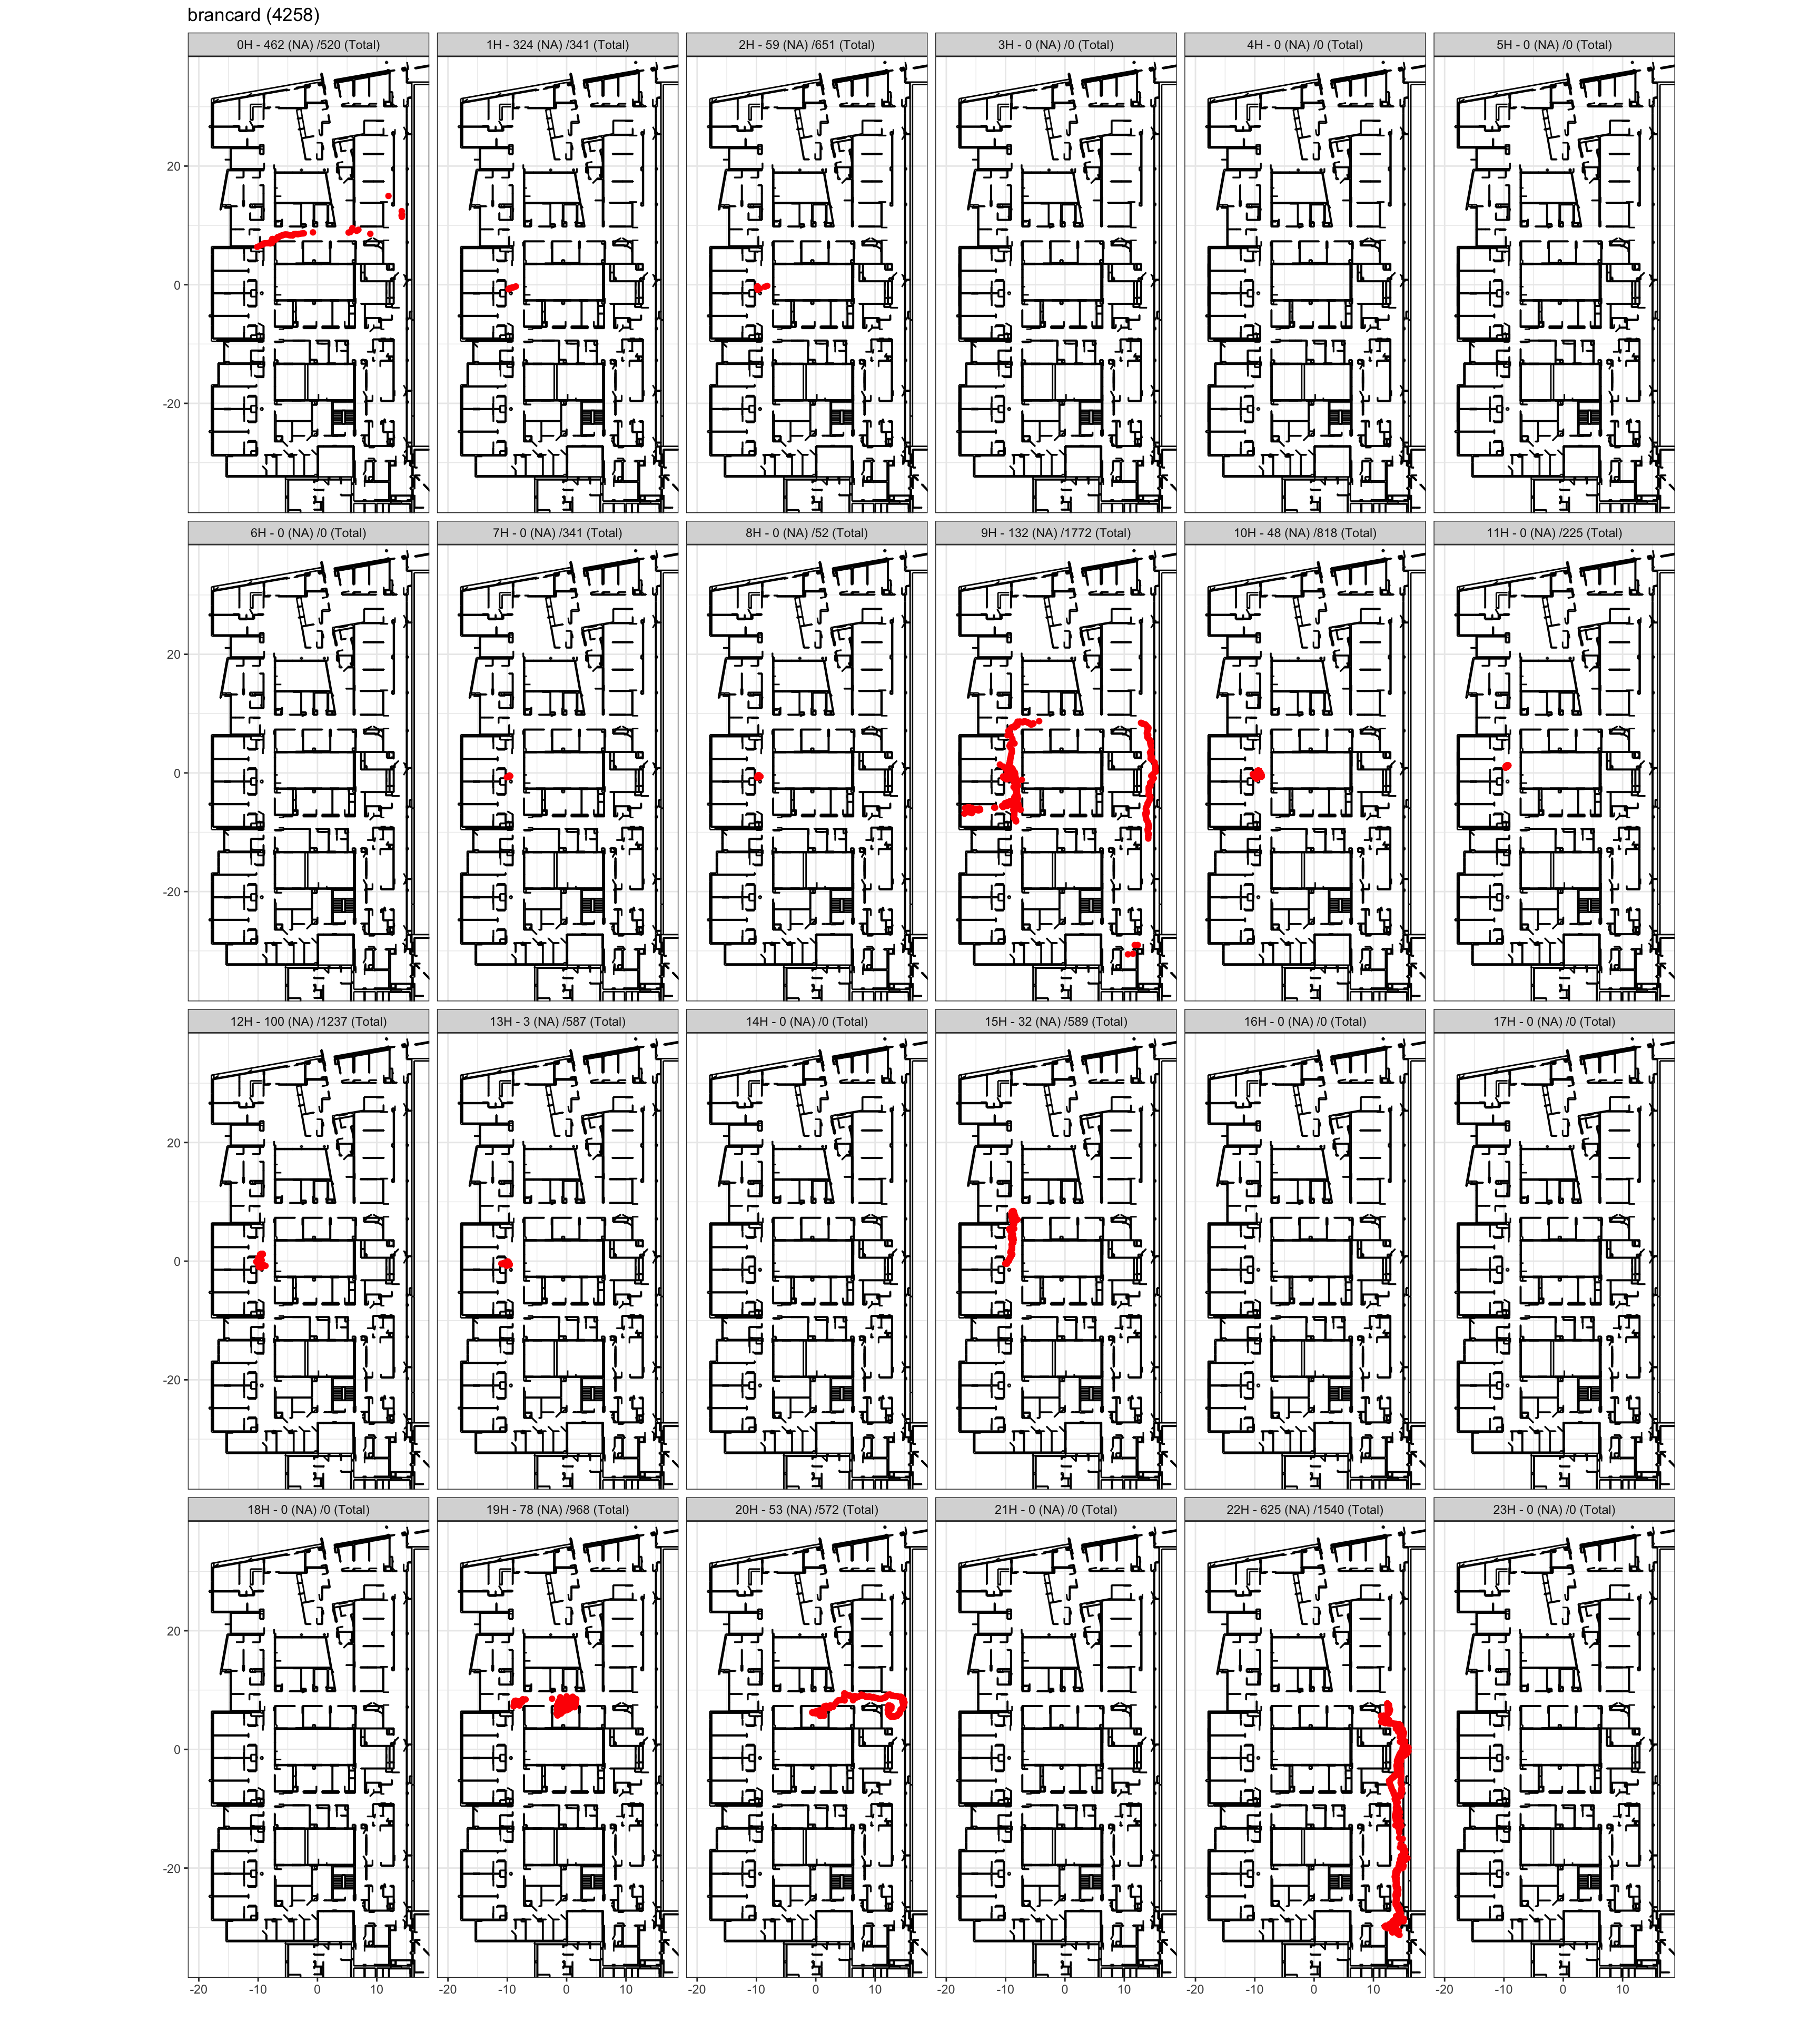 brancard (4258)
0H - 462 (NA) /520 (Total) 1H - 324 (NA) /341 (Total) 2H - 59 (NA) /651 (Total) 3H - 0 (NA) /0 (Total) 4H - 0 (NA) /0 (Total) 5H - 0 (NA) /0 (Total)
20
0
-20
6H - 0 (NA) /0 (Total) 7H - 0 (NA) /341 (Total) 8H - 0 (NA) /52 (Total) 9H - 132 (NA) /1772 (Total) 10H - 48 (NA) /818 (Total) 11H - 0 (NA) /225 (Total)
20
0
-20
12H - 100 (NA) /1237 (Total) 13H - 3 (NA) /587 (Total) 14H - 0 (NA) /0 (Total) 15H - 32 (NA) /589 (Total) 16H - 0 (NA) /0 (Total) 17H - 0 (NA) /0 (Total)
20
0
-20
18H - 0 (NA) /0 (Total) 19H - 78 (NA) /968 (Total) 20H - 53 (NA) /572 (Total) 21H - 0 (NA) /0 (Total) 22H - 625 (NA) /1540 (Total) 23H - 0 (NA) /0 (Total)
20
0
-20
-20 -10 0 10 -20 -10 0 10 -20 -10 0 10 -20 -10 0 10 -20 -10 0 10 -20 -10 0 10